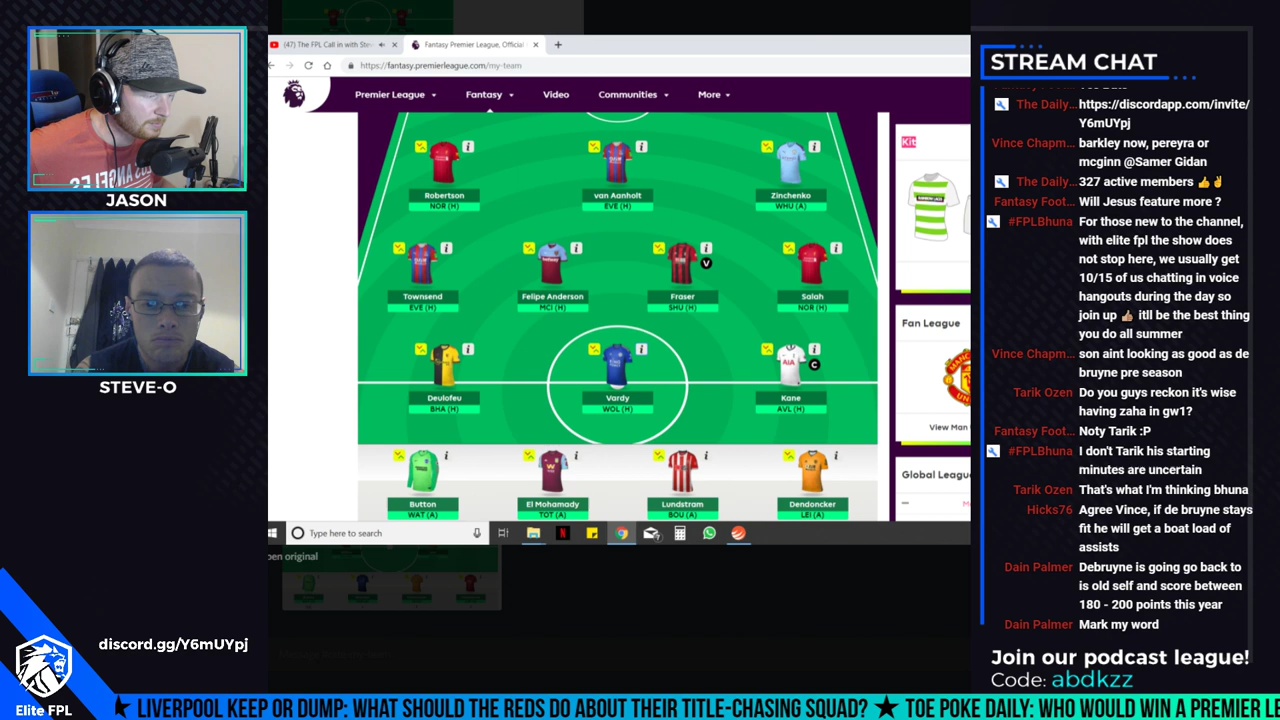 JASON
STEVE-O
discord.gg/Y6mUYpj
Elite FPL
(47) The FPL Call in with Stev
Fantasy Premier League, Official
https://fantasy.premierleague.com/my-team
Premier League
Fantasy
Video
Communities
More
Robertson
NOR (H)
van Aanholt
EVE (H)
Zinchenko
WHU (A)
Townsend
EVE (H)
Felipe Anderson
MCI (H)
Fraser
SHU (H)
V
Salah
NOR (H)
Deulofeu
BHA (H)
Vardy
WOL (H)
Kane
AVL (H)
AIA
C
Button
WAT (A)
El Mohamady
TOT (A)
Lundstram
BOU (A)
Dendoncker
LEI (A)
Kit
Fan League
View Man
Global Leagu
Type here to search
pen original
STREAM CHAT
The Daily... https://discordapp.com/invite/
Y6mUYpj
Vince Chapm... barkley now, pereyra or
mcginn @Samer Gidan
The Daily... 327 active members 👍✌
Fantasy Foot... Will Jesus feature more ?
#FPLBhuna For those new to the channel,
with this fpl the show does
not stop here, we usually get
10/15 of us chatting in voice
hang outs during the day so
join up 👍 itll be the best thing
you do all summer
Vince Chapm... son aint looking as good as de
bruyne pre season
Tarik Ozen Do you guys reckon it's wise
having zaha in gw1?
Fantasy Foot... Noty Tarik :P
#FPLBhuna I don't Tarik his starting
minutes are uncertain
Tarik Ozen That's what I'm thinking bhuna
Hicks76 Agree Vince, if de bruyne stays
fit he will get a boat load of
assists
Dain Palmer Debruyne is going go back to
is old self and score between
180 - 200 points this year
Dain Palmer Mark my word
Join our podcast league!
Code: abdkzz
★ LIVERPOOL KEEP OR DUMP: WHAT SHOULD THE REDS DO ABOUT THEIR TITLE-CHASING SQUAD? ★ TOE POKE DAILY: WHO WOULD WIN A PREMIER LE